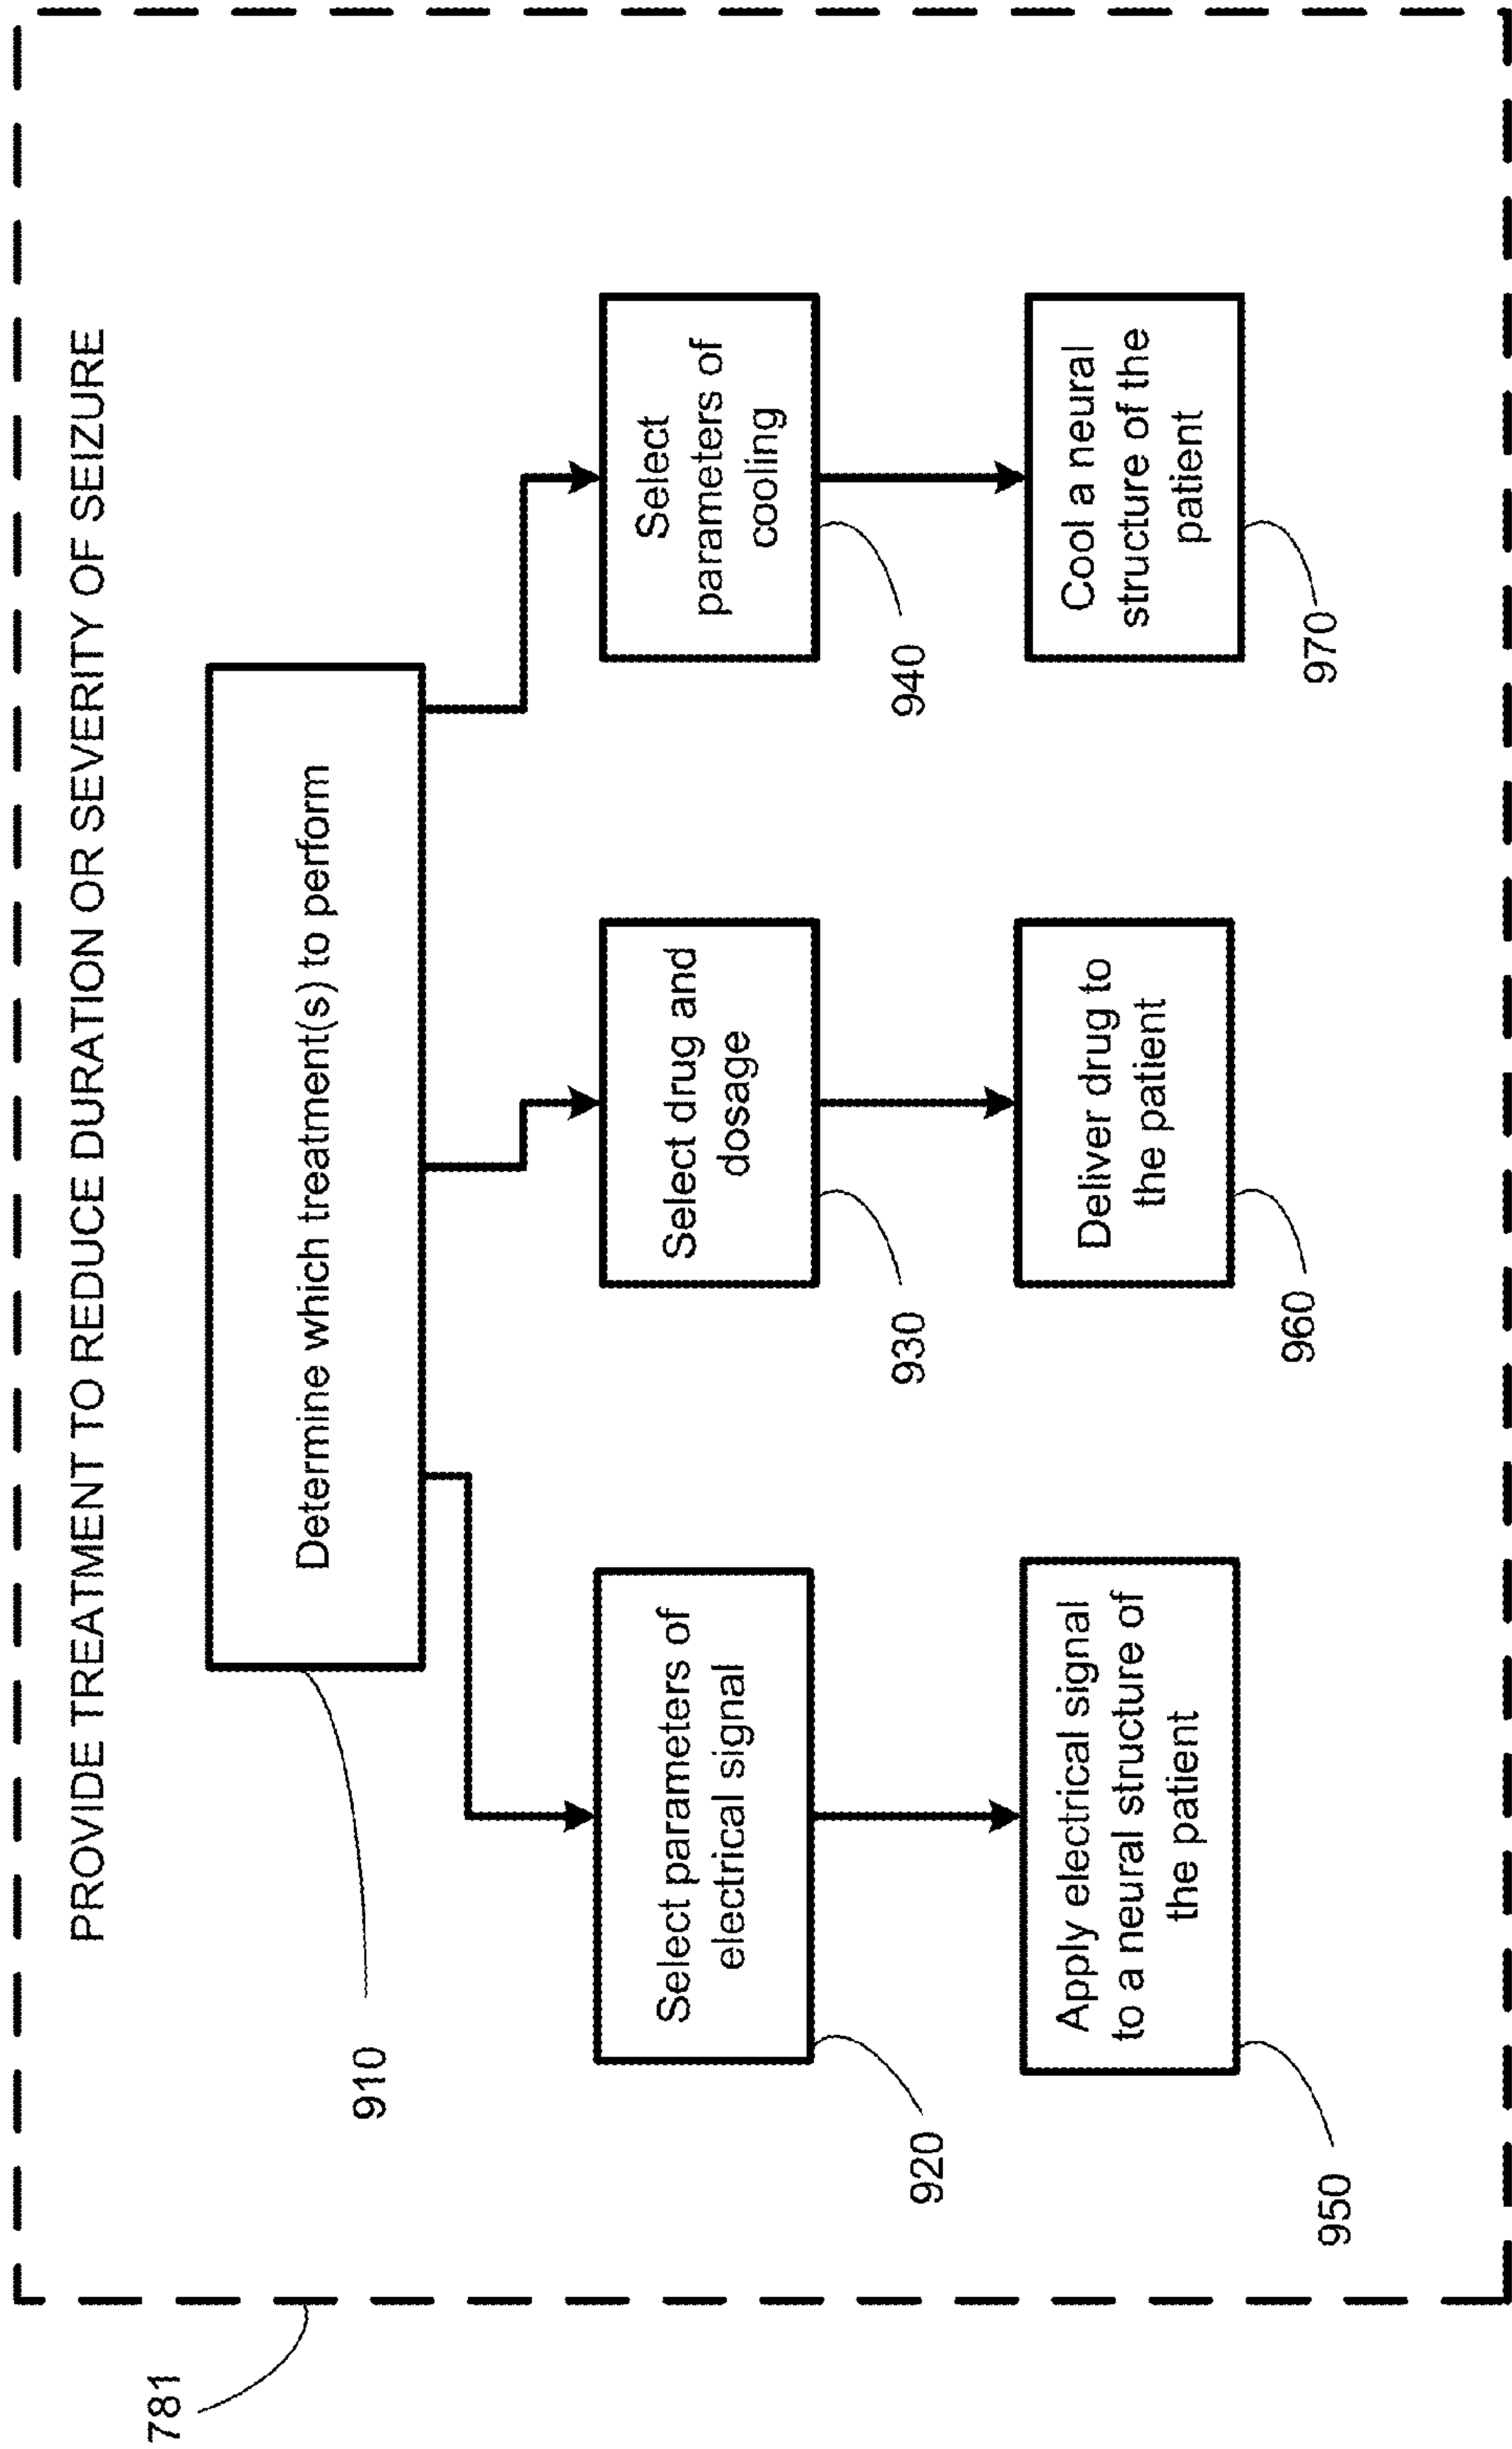 781
PROVIDE TREATMENT TO REDUCE DURATION OR SEVERITY OF SEIZURE
910
Determine which treatment(s) to perform
Select parameters of
electrical signal
920
Select drug and
dosage
930
Select
parameters of
cooling
940
Apply electrical signal
to a neural structure of
the patient
950
Deliver drug to
the patient
960
Cool a neural
structure of the
patient
970